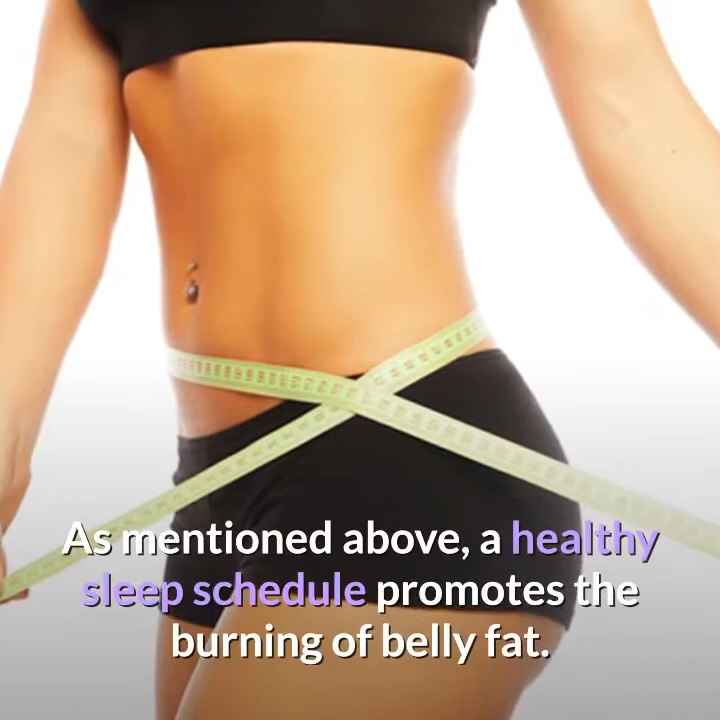 As mentioned above, a healthy
sleep schedule promotes the
burning of belly fat.